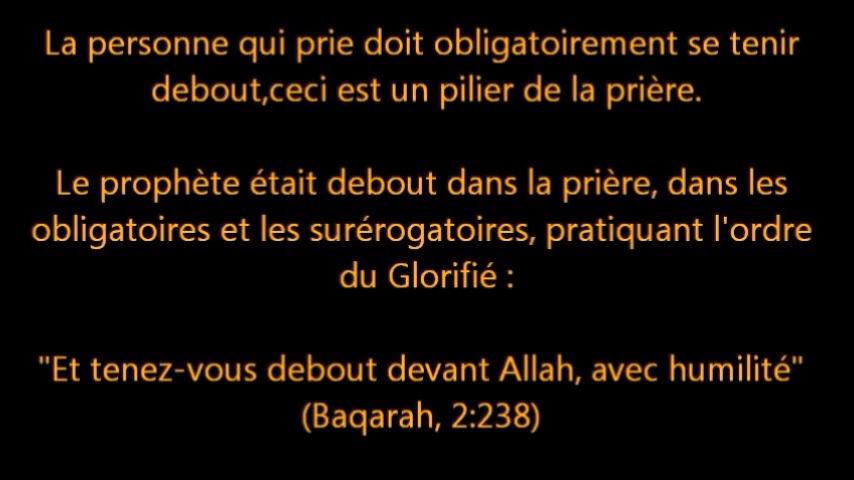 La personne qui prie doit obligatoirement se tenir
debout,ceci est un pilier de la prière.
Le prophète était debout dans la prière, dans les
obligatoires et les surérogatoires, pratiquant l'ordre
du Glorifié :
"Et tenez-vous debout devant Allah, avec humilité"
(Baqarah, 2:238)